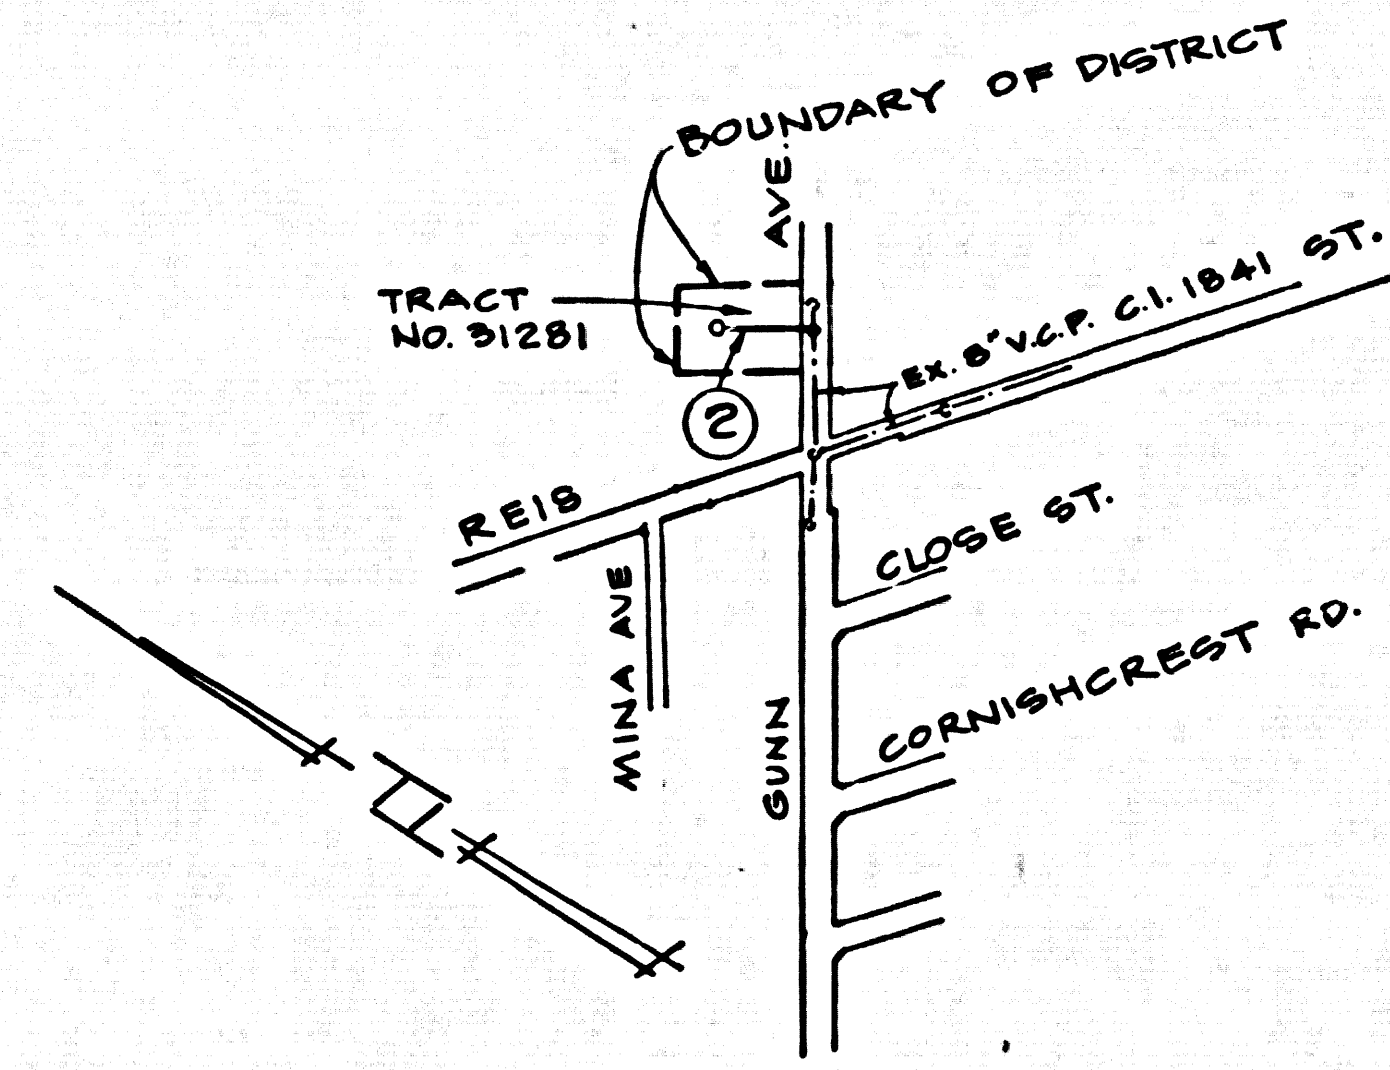 BOUNDARY OF DISTRICT
AVE.
TRACT
NO. 31281
EX. 8" V.C.P. C.I. 1841 ST.
2
REIS
CLOSE ST.
MINA AVE
CORNISHCREST RD.
GUNN